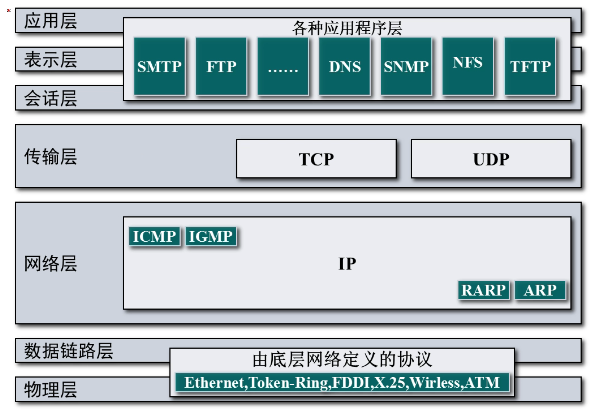 应用层
各种应用程序层
表示层
SMTP FTP …… DNS SNMP NFS TFTP
会话层
传输层
TCP UDP
ICMP IGMP
网络层
IP
RARP ARP
数据链路层
由底层网络定义的协议
物理层
Ethernet,Token-Ring,FDDI,X.25,Wirless,ATM